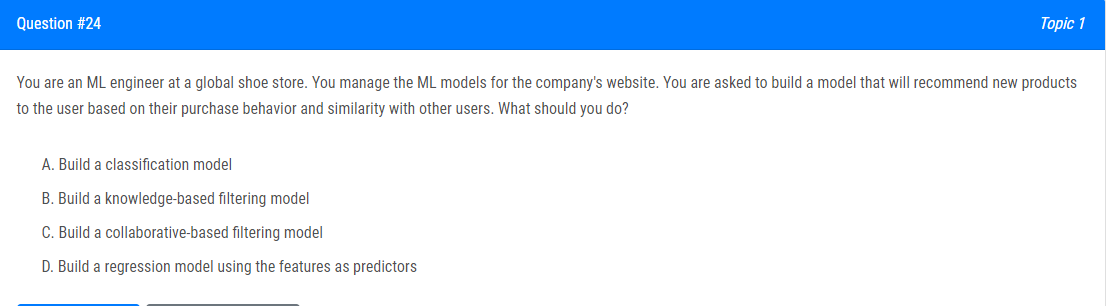 Question #24
Topic 1
You are an ML engineer at a global shoe store. You manage the ML models for the company's website. You are asked to build a model that will recommend new products
to the user based on their purchase behavior and similarity with other users. What should you do?
A. Build a classification model
B. Build a knowledge-based filtering model
C. Build a collaborative-based filtering model
D. Build a regression model using the features as predictors